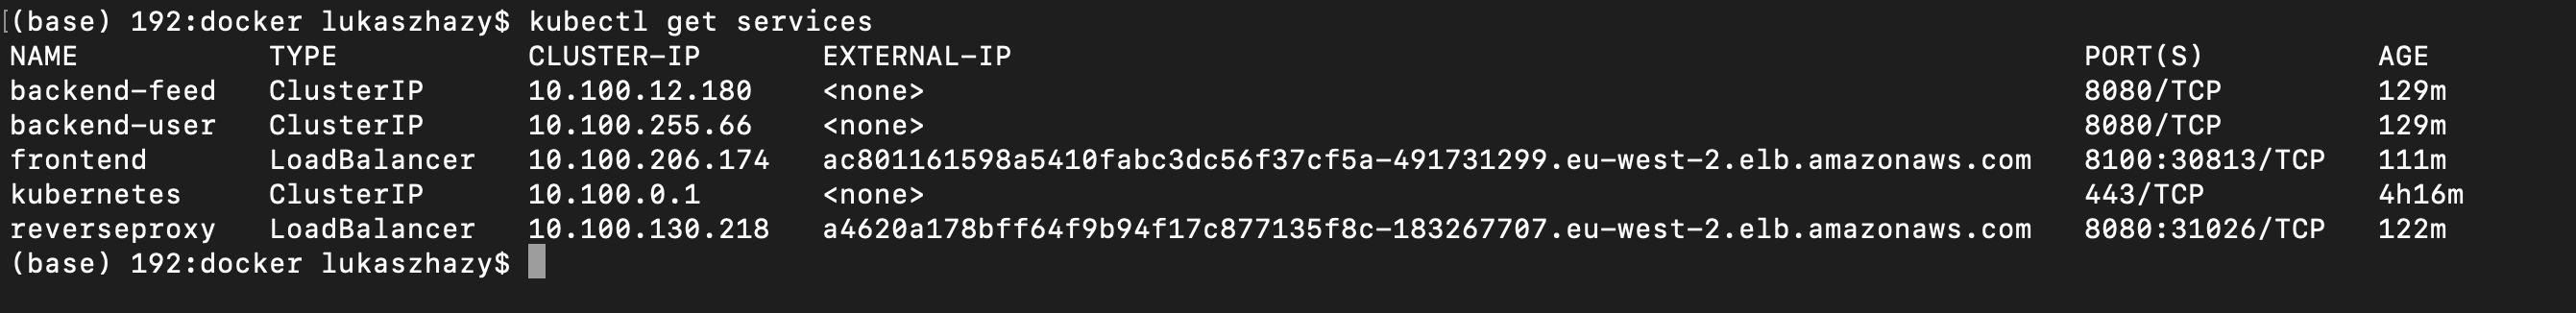 [(base) 192:docker lukaszhazy$ kubectl get services
NAME TYPE CLUSTER-IP EXTERNAL-IP PORT(S) AGE
backend-feed ClusterIP 10.100.12.180 <none> 8080/TCP 129m
backend-user ClusterIP 10.100.255.66 <none> 8080/TCP 129m
frontend LoadBalancer 10.100.206.174 ac801161598a5410fabc3dc56f37cf5a-491731299.eu-west-2.elb.amazonaws.com 8100:30813/TCP 111m
kubernetes ClusterIP 10.100.0.1 <none> 443/TCP 4h16m
reverseproxy LoadBalancer 10.100.130.218 a4620a178bff64f9b94f17c877135f8c-183267707.eu-west-2.elb.amazonaws.com 8080:31026/TCP 122m
(base) 192:docker lukaszhazy$